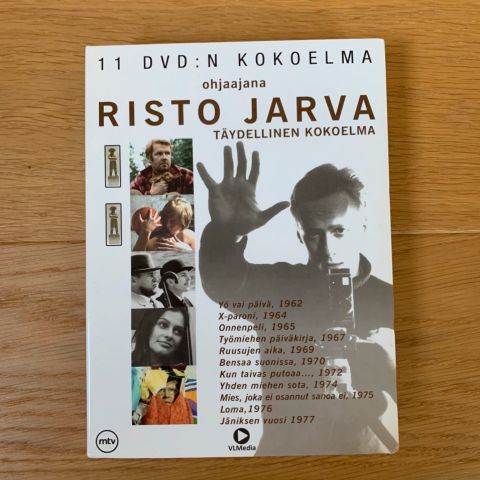 11 DVD:N KOKOELMA
ohjaajana
RISTO JARVA
TÄYDELLINEN KOKOELMA
Yö vai päivä, 1962
X-paroni, 1964
Onnenpeli, 1965
Työmiehen päiväkirja, 1967
Ruusujen aika, 1969
Bensaa suonissa, 1970
Kun taivas putoaa..., 1972
Yhden miehen sota, 1974
Mies, joka ei osannut sanoa ei, 1975
Loma,1976
Jäniksen vuosi 1977
mtv
VLMedia